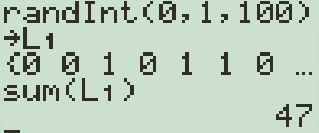 randInt(0,1,100)
→L₁
{0 0 1 0 1 1 0 …
sum(L₁)
47